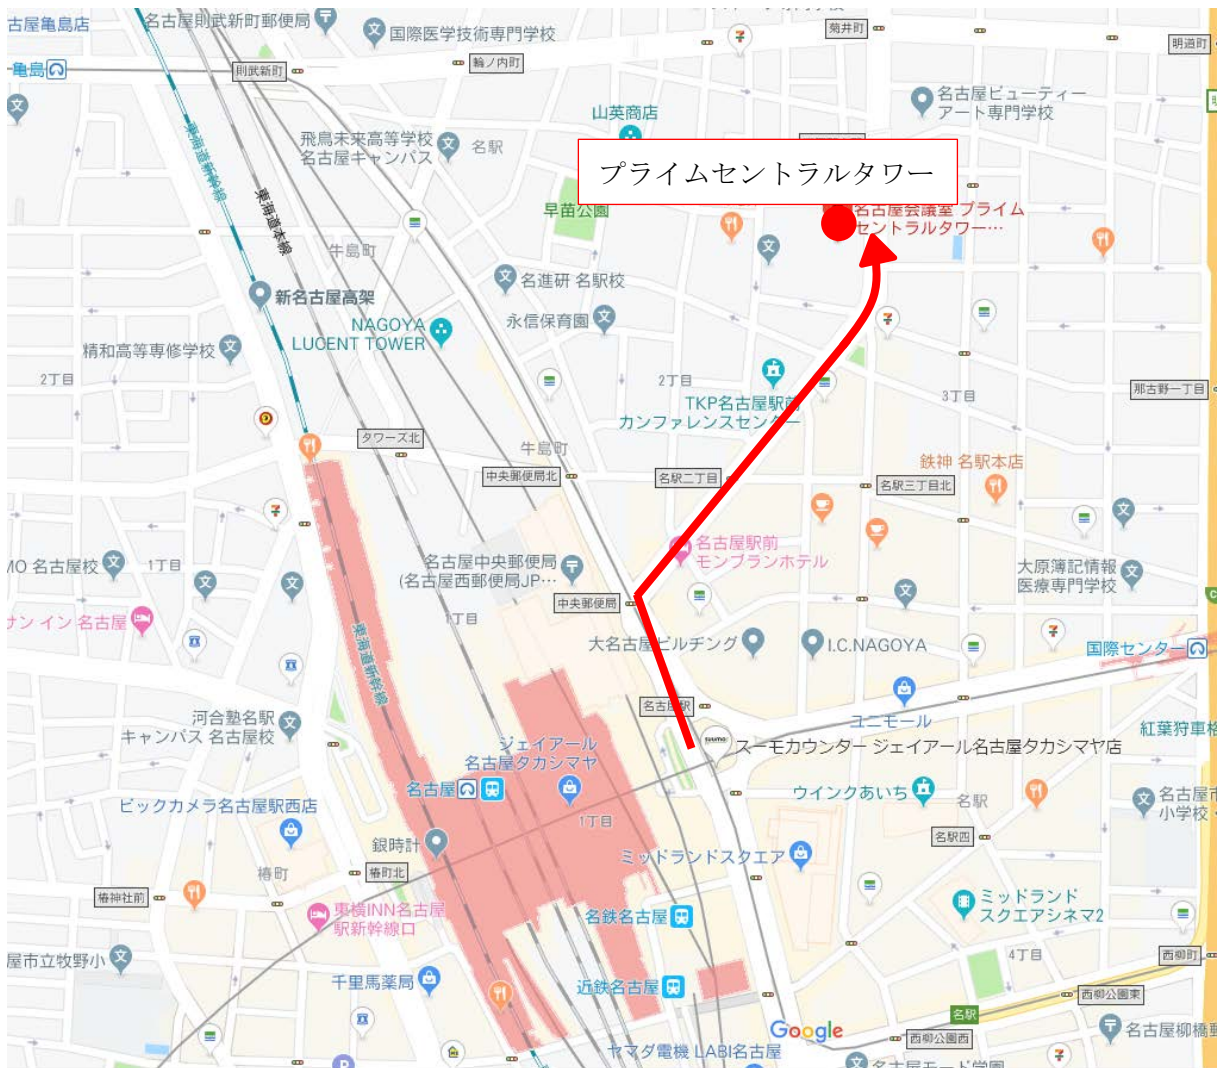 古屋亀島店
名古屋則武新町郵便局
国際医学技術専門学校
菊井町
明道町
亀島
則武新町
輪ノ内町
名古屋ビューティー
アート専門学校
山英商店
飛鳥未来高等学校
名古屋キャンパス
名駅
プライムセントラルタワー
東海道新幹線
東海道本線
早苗公園
名古屋会議室 プライム
セントラルタワー…
牛島町
名進研 名駅校
新名古屋高架
NAGOYA
LUCENT TOWER
永信保育園
精和高等専修学校
2丁目
2丁目
3丁目
那古野一丁目
TKP名古屋駅前
カンファレンスセンター
タワーズ北
牛島町
中央郵便局北
名駅二丁目
名駅三丁目北
鉄神 名駅本店
名古屋駅前
モンブランホテル
名古屋中央郵便局
(名古屋西郵便局JP…
MO 名古屋校
1丁目
大原簿記情報
医療専門学校
中央郵便局
1丁目
サン イン 名古屋
大名古屋ビルヂング
I.C.NAGOYA
国際センター
東海道新幹線
名古屋駅
ユニモール
紅葉狩車
河合塾名駅
キャンパス 名古屋校
suumo
スーモカウンター ジェイアール名古屋タカシマヤ店
ジェイアール
名古屋タカシマヤ
名古屋
ウインクあいち
名駅
名古屋市
小学校・
ビックカメラ名古屋駅西店
1丁目
銀時計
名駅四
ミッドランドスクエア
椿町
椿町北
椿神社前
ミッドランド
スクエアシネマ2
東横INN名古屋
駅新幹線口
名鉄名古屋
屋市立牧野小
4丁目
西柳町
千里馬薬局
近鉄名古屋
西柳公園東
名駅
Google
西柳公園西
名古屋柳橋郵
ヤマダ電機 LABI名古屋
名古屋モード学園